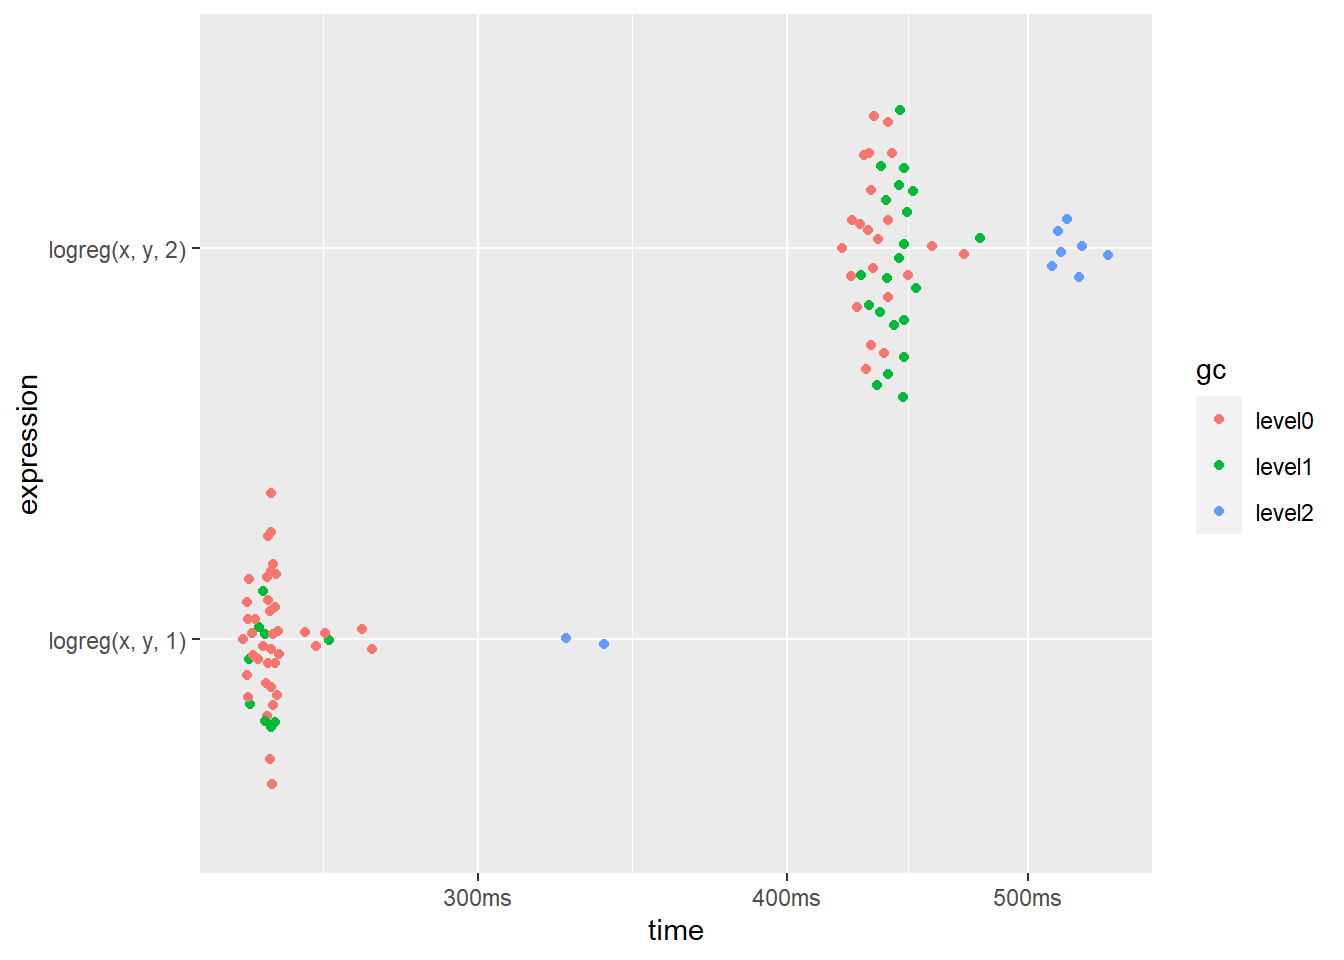 logreg(x, y, 2)
logreg(x, y, 1)
expression
300ms
400ms
500ms
time
gc
level0
level1
level2